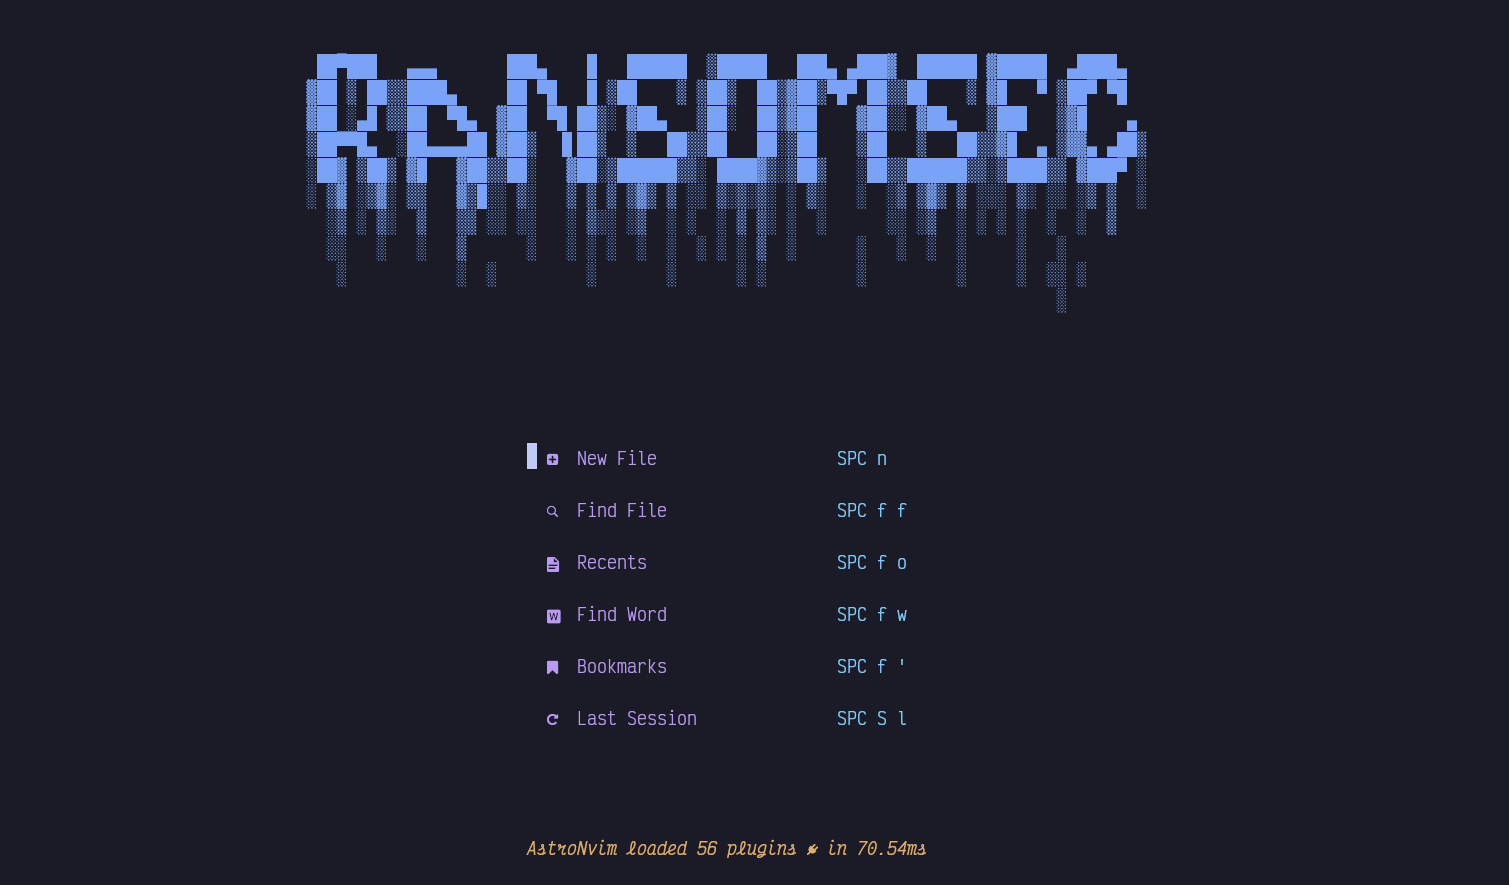 RANSOMSEC
New File SPC n
Find File SPC f f
Recents SPC f o
Find Word SPC f w
Bookmarks SPC f '
Last Session SPC S l
AstroNvim loaded 56 plugins in 70.54ms